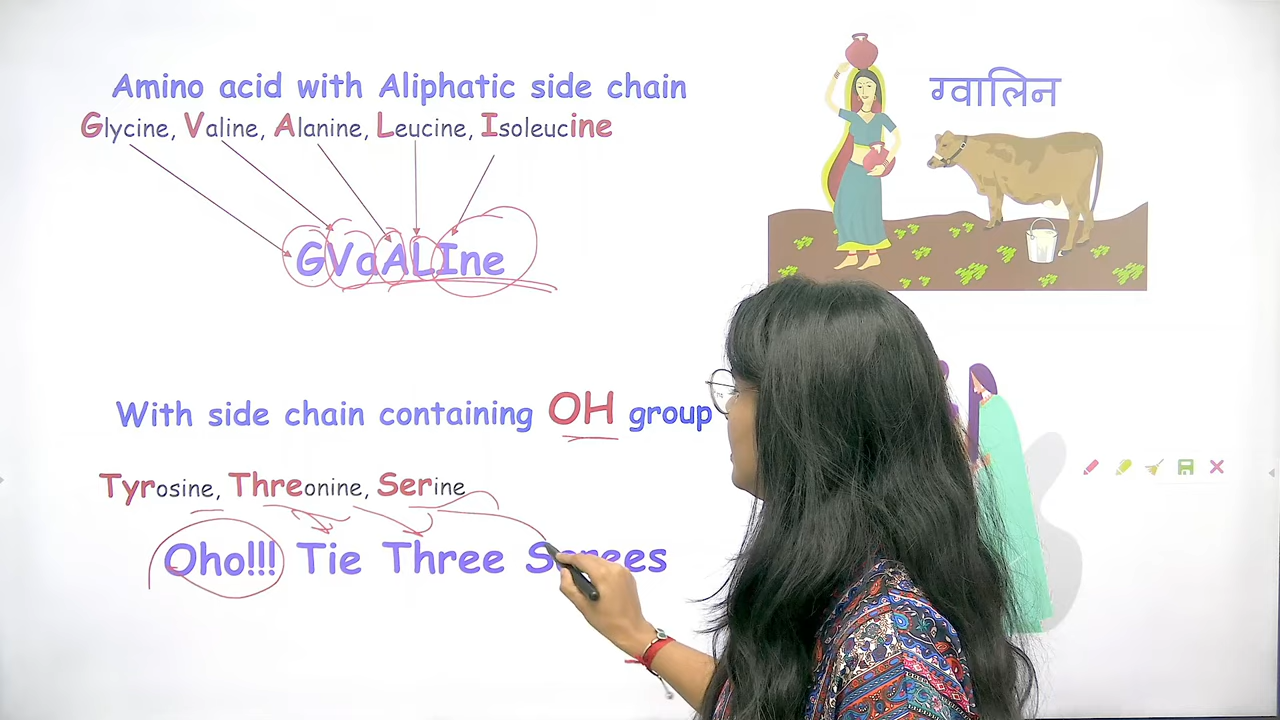 Amino acid with Aliphatic side chain
Glycine, Valine, Alanine, Leucine, Isoleucine
GVaALIne
ग्वालिन
With side chain containing OH group
Tyrosine, Threonine, Serine
Oho!!! Tie Three